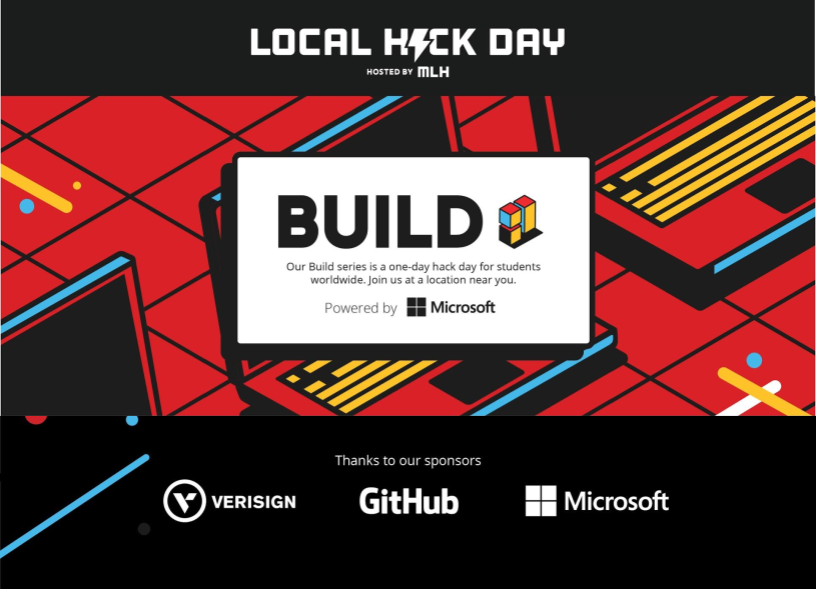 LOCAL HACK DAY
HOSTED BY MLH
BUILD
Our Build series is a one-day hack day for students
worldwide. Join us at a location near you.
Powered by Microsoft
Thanks to our sponsors
VERISIGN GitHub Microsoft